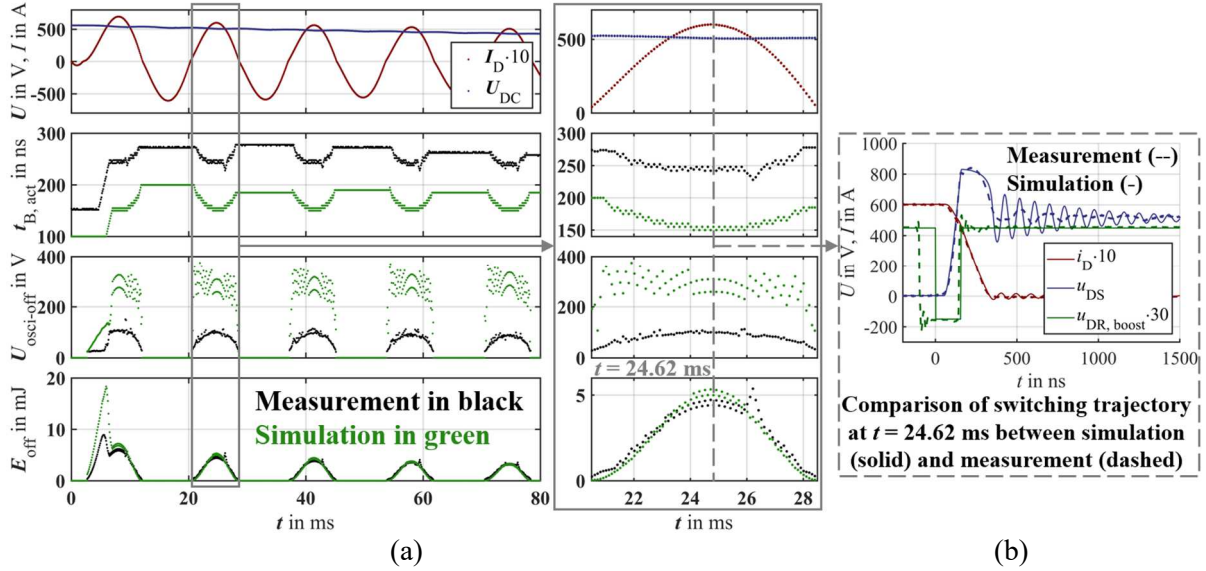 U in V, I in A
500
0
-500
I_D·10
U_DC
500
0
t_B, act in ns
300
200
100
300
250
200
150
U_osci-off in V
400
200
0
400
200
0
t = 24.62 ms
E_off in mJ
20
10
0
Measurement in black
Simulation in green
5
0
0 20 40 60 80
t in ms
22 24 26 28
t in ms
U in V, I in A
1000
800
600
400
200
0
-200
Measurement (--)
Simulation (-)
i_D·10
u_DS
u_DR, boost·30
0 500 1000 1500
t in ns
Comparison of switching trajectory
at t = 24.62 ms between simulation
(solid) and measurement (dashed)
(a)
(b)